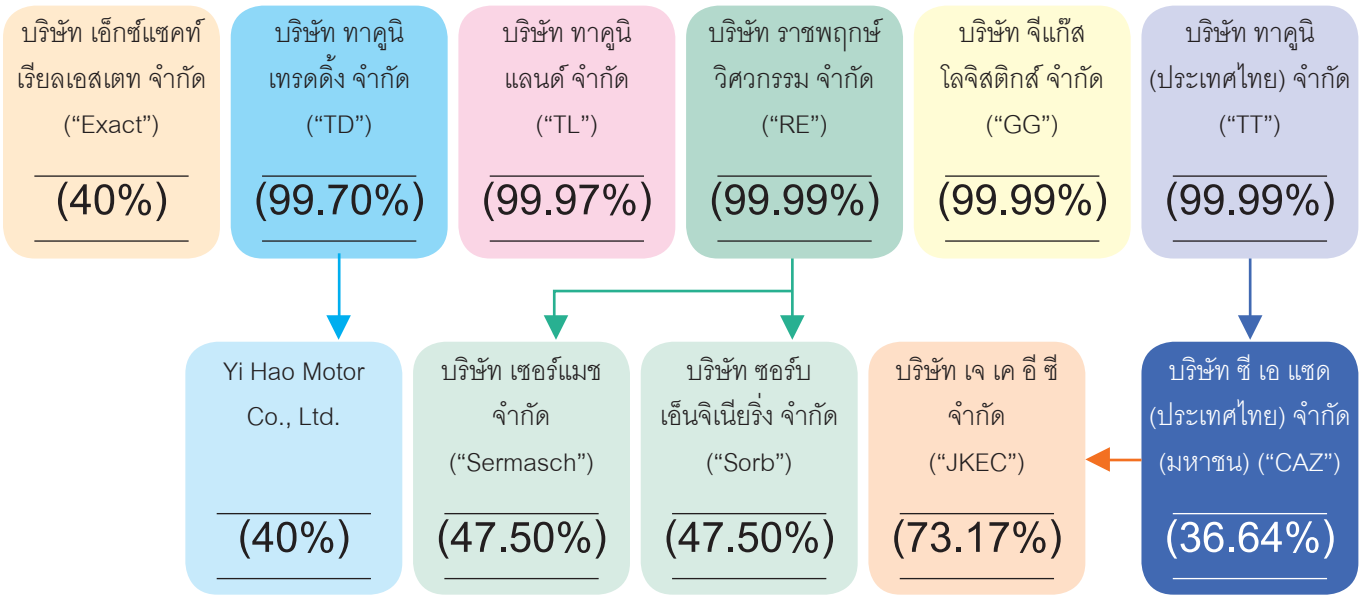 บริษัท เอ็กซ์แซคท์
เรียลเอสเตท จำกัด
(“Exact”)
(40%)
บริษัท ทาคูนิ
เทรดดิ้ง จำกัด
(“TD”)
(99.70%)
บริษัท ทาคูนิ
แลนด์ จำกัด
(“TL”)
(99.97%)
บริษัท ราชพฤกษ์
วิศวกรรม จำกัด
(“RE”)
(99.99%)
บริษัท จีแก๊ส
โลจิสติกส์ จำกัด
(“GG”)
(99.99%)
บริษัท ทาคูนิ
(ประเทศไทย) จำกัด
(“TT”)
(99.99%)
Yi Hao Motor
Co., Ltd.
(40%)
บริษัท เซอร์แมช
จำกัด
(“Sermasch”)
(47.50%)
บริษัท ซอร์บ
เอ็นจิเนียริ่ง จำกัด
(“Sorb”)
(47.50%)
บริษัท เจ เค อี ซี
จำกัด
(“JKEC”)
(73.17%)
บริษัท ซี เอ แซด
(ประเทศไทย) จำกัด
(มหาชน) (“CAZ”)
(36.64%)